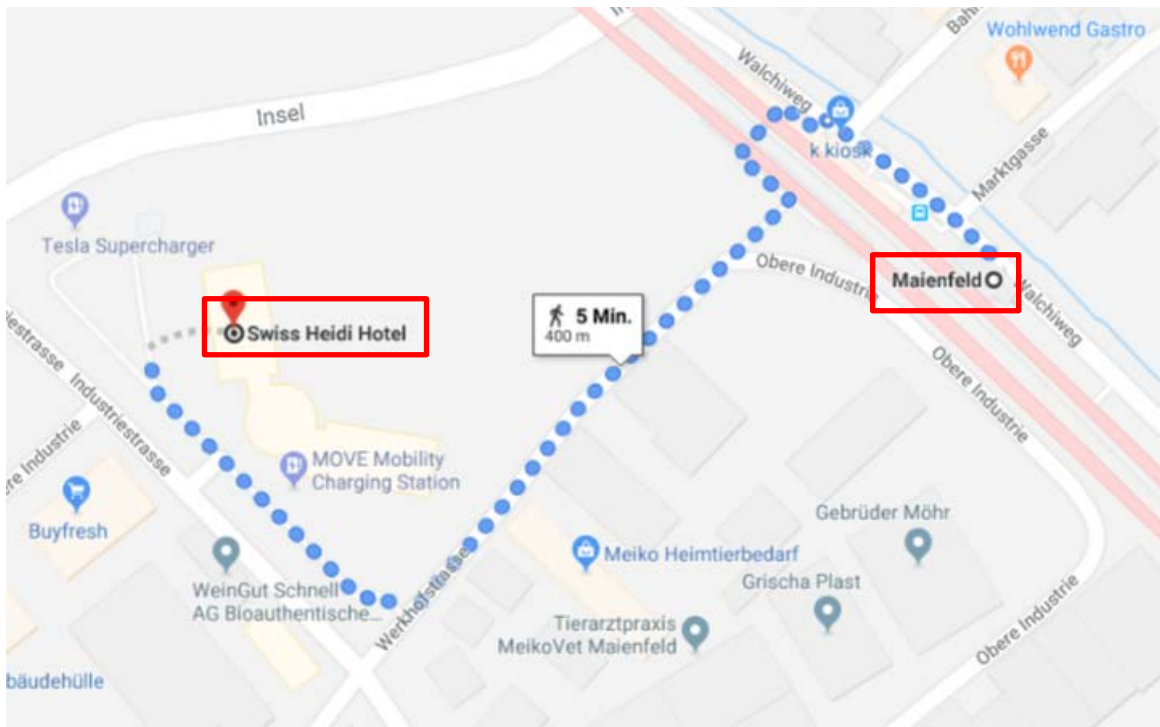 Wohlwend Gastro
Walchiweg
Insel
k kiosk
Marktgasse
Tesla Supercharger
Obere Industrie
Maienfeld
Walchiweg
5 Min.
400 m
Swiss Heidi Hotel
Obere Industrie
Industriestrasse
MOVE Mobility
Charging Station
Buyfresh
Gebrüder Möhr
Meiko Heimtierbedarf
Grischa Plast
WeinGut Schnell
AG Bioauthentische...
Werkhofstrasse
Tierarztpraxis
MeikoVet Maienfeld
Obere Industrie